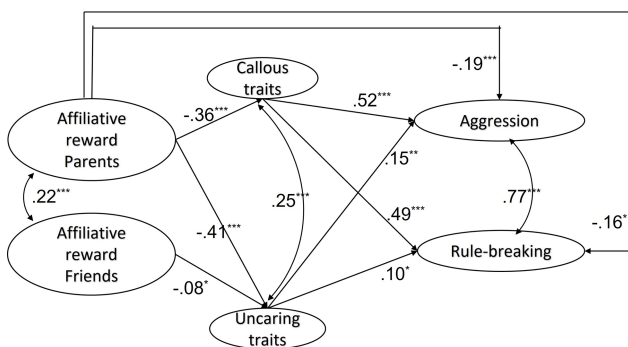 Callous
traits
-.19***
-.36***
.52***
Affiliative
reward
Parents
Aggression
.15**
.22***
.25***
.77***
-.41***
.49***
-.16*
Affiliative
reward
Friends
Rule-breaking
-.08*
.10*
Uncaring
traits